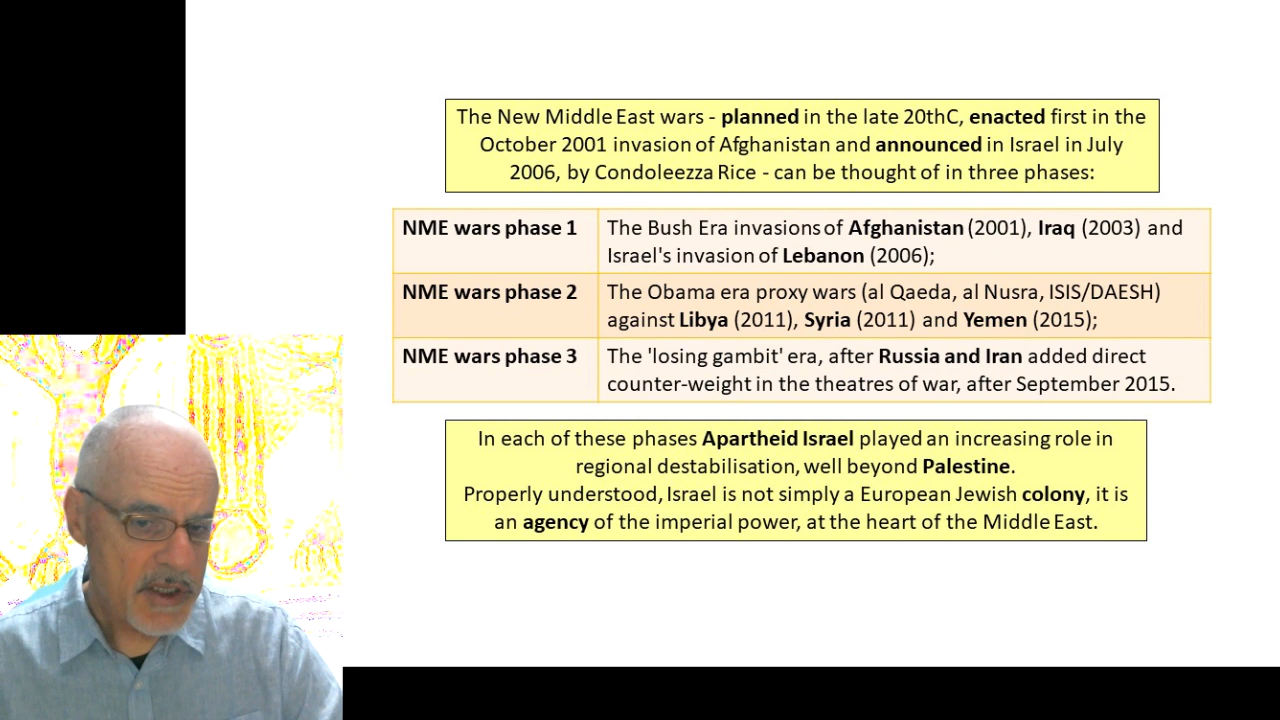 The New Middle East wars - planned in the late 20thC, enacted first in the
October 2001 invasion of Afghanistan and announced in Israel in July
2006, by Condoleezza Rice - can be thought of in three phases:
NME wars phase 1 The Bush Era invasions of Afghanistan (2001), Iraq (2003) and
Israel's invasion of Lebanon (2006);
NME wars phase 2 The Obama era proxy wars (al Qaeda, al Nusra, ISIS/DAESH)
against Libya (2011), Syria (2011) and Yemen (2015);
NME wars phase 3 The 'losing gambit' era, after Russia and Iran added direct
counter-weight in the theatres of war, after September 2015.
In each of these phases Apartheid Israel played an increasing role in
regional destabilisation, well beyond Palestine.
Properly understood, Israel is not simply a European Jewish colony, it is
an agency of the imperial power, at the heart of the Middle East.